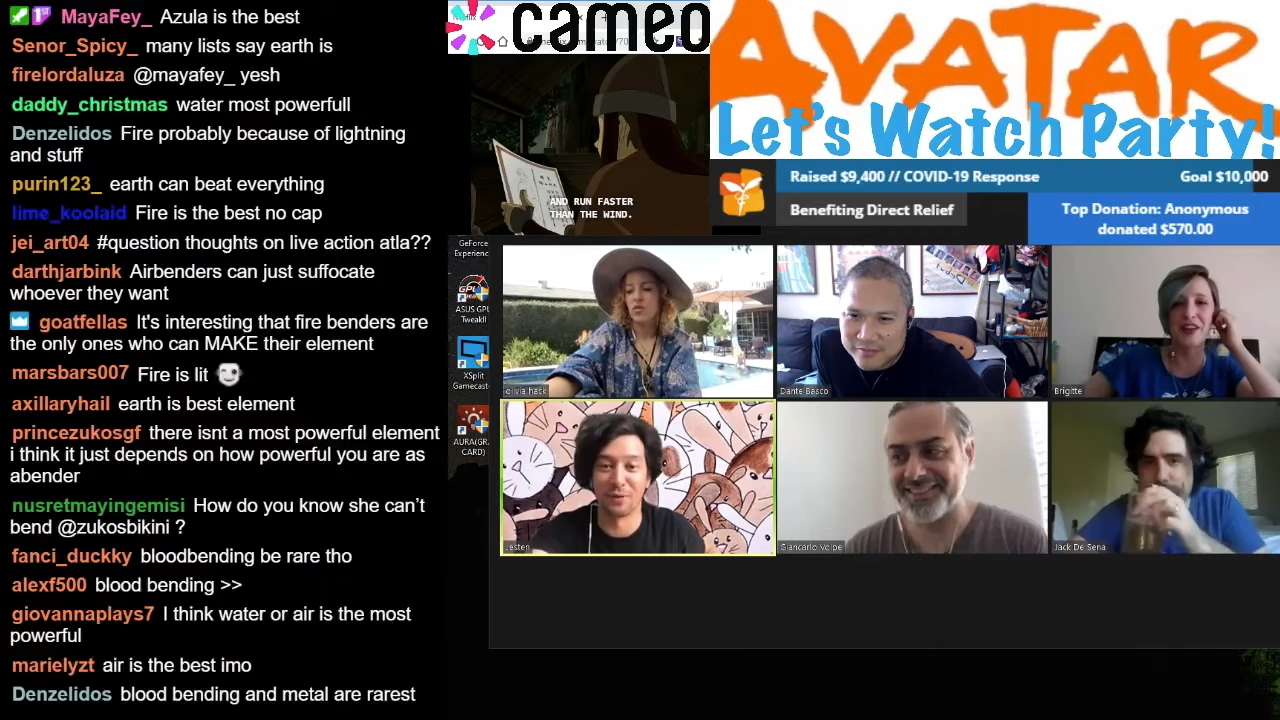 MayaFey_ Azula is the best
Senor_Spicy_ many lists say earth is
firelordaluza @mayafey_ yesh
daddy_christmas water most powerfull
Denzelidos Fire probably because of lightning
and stuff
purin123_ earth can beat everything
lime_koolaid Fire is the best no cap
jei_art04 #question thoughts on live action atla??
darthjarbink Airbenders can just suffocate
whoever they want
goatfellas It's interesting that fire benders are
the only ones who can MAKE their element
marsbars007 Fire is lit
axillaryhail earth is best element
princezukosgf there isnt a most powerful element
i think it just depends on how powerful you are as
abender
nusretmayingemisi How do you know she can't
bend @zukosbikini ?
fanci_duckky bloodbending be rare tho
alexf500 blood bending >>
giovannaplays7 I think water or air is the most
powerful
marielyzt air is the best imo
Denzelidos blood bending and metal are rarest
cameo
AVATAR
Let's Watch Party!
AND RUN FASTER
THAN THE WIND.
Raised $9,400 // COVID-19 Response
Goal $10,000
Benefiting Direct Relief
Top Donation: Anonymous
donated $570.00
GeForce
Experience
ASUS GPU
TweakII
XSplit
Gamecaster
AURA(GRA
CARD)
olivia hack
Dante Basco
Brigitte
Jesten
Giancarlo Volpe
Jack De Sena